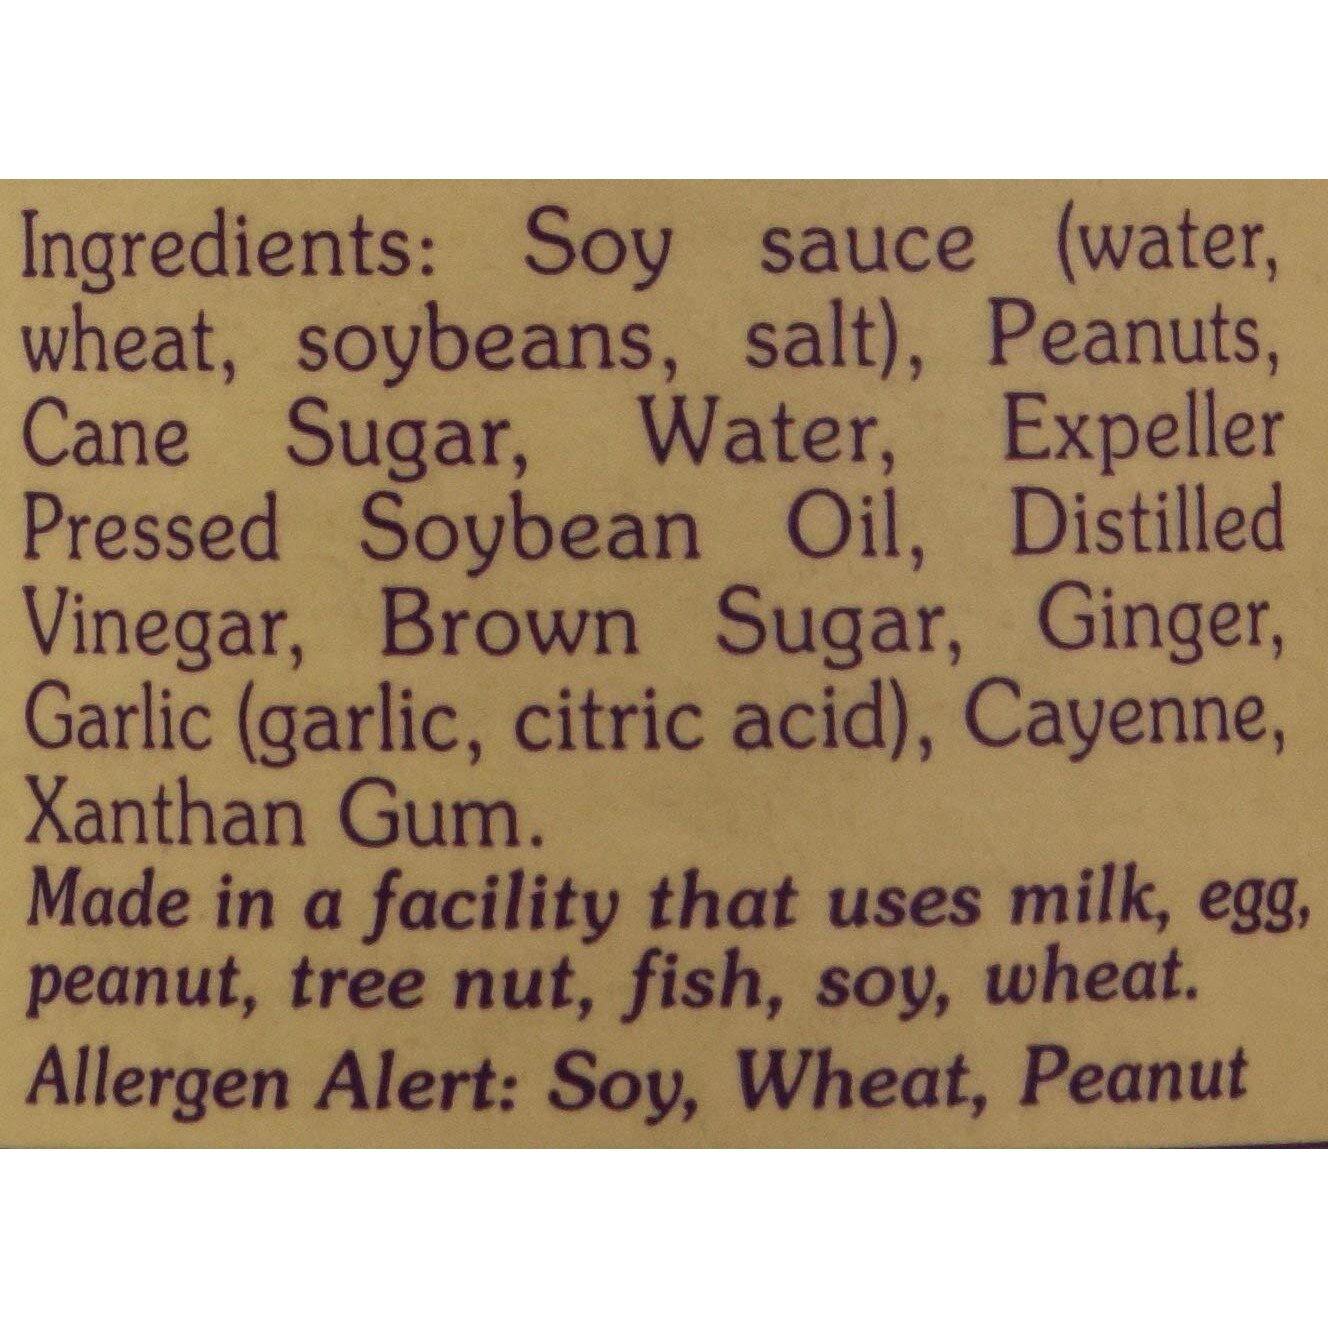 Ingredients: Soy sauce (water,
wheat, soybeans, salt), Peanuts,
Cane Sugar, Water, Expeller
Pressed Soybean Oil, Distilled
Vinegar, Brown Sugar, Ginger,
Garlic (garlic, citric acid), Cayenne,
Xanthan Gum.
Made in a facility that uses milk, egg,
peanut, tree nut, fish, soy, wheat.
Allergen Alert: Soy, Wheat, Peanut